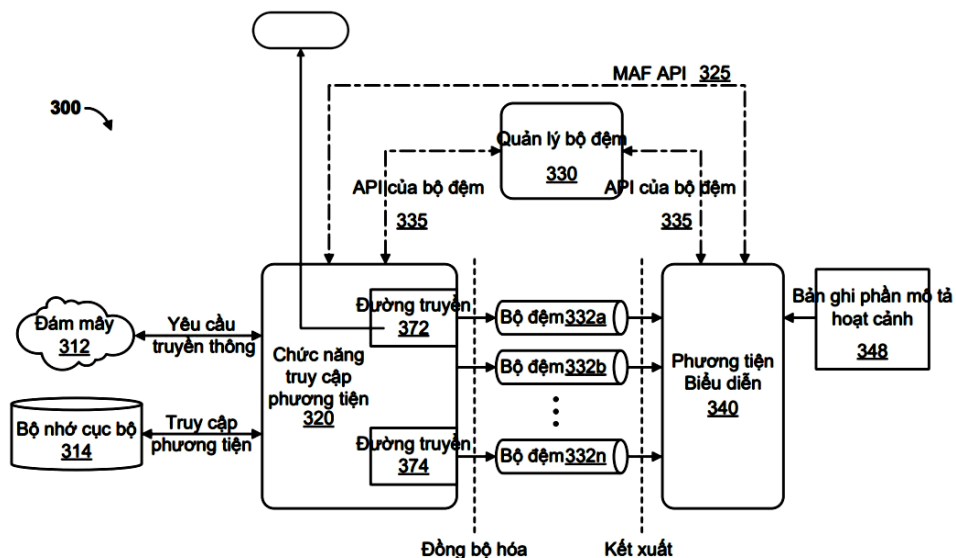 MAF API 325
300
Quản lý bộ đệm
330
API của bộ đệm
335
API của bộ đệm
335
Đám mây
312
Yêu cầu
truyền thông
Bộ nhớ cục bộ
314
Truy cập
phương tiện
Chức năng
truy cập
phương tiện
320
Đường truyền
372
Đường truyền
374
Bộ đệm332a
Bộ đệm332b
Bộ đệm332n
Phương tiện
Biểu diễn
340
Bản ghi phần mô tả
hoạt cảnh
348
Đồng bộ hóa
Kết xuất